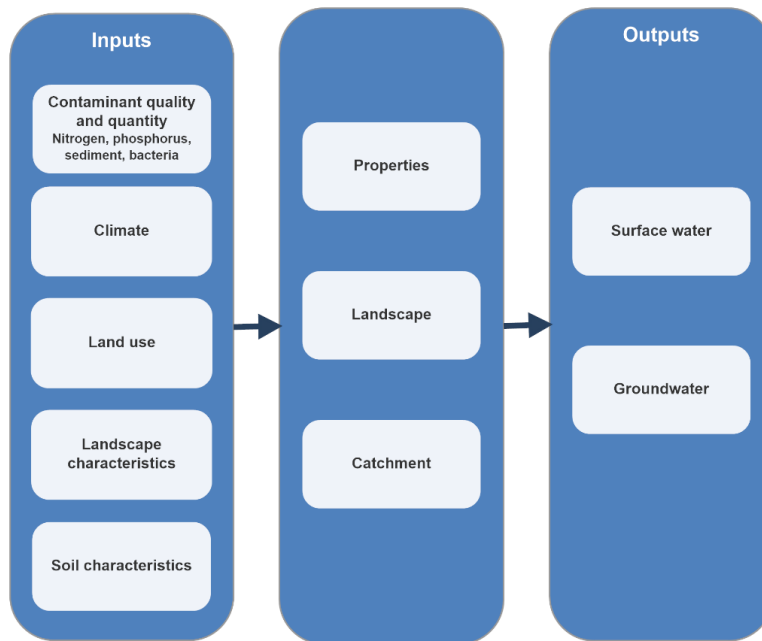 Inputs
Contaminant quality
and quantity
Nitrogen, phosphorus,
sediment, bacteria
Climate
Land use
Landscape
characteristics
Soil characteristics
Properties
Landscape
Catchment
Outputs
Surface water
Groundwater